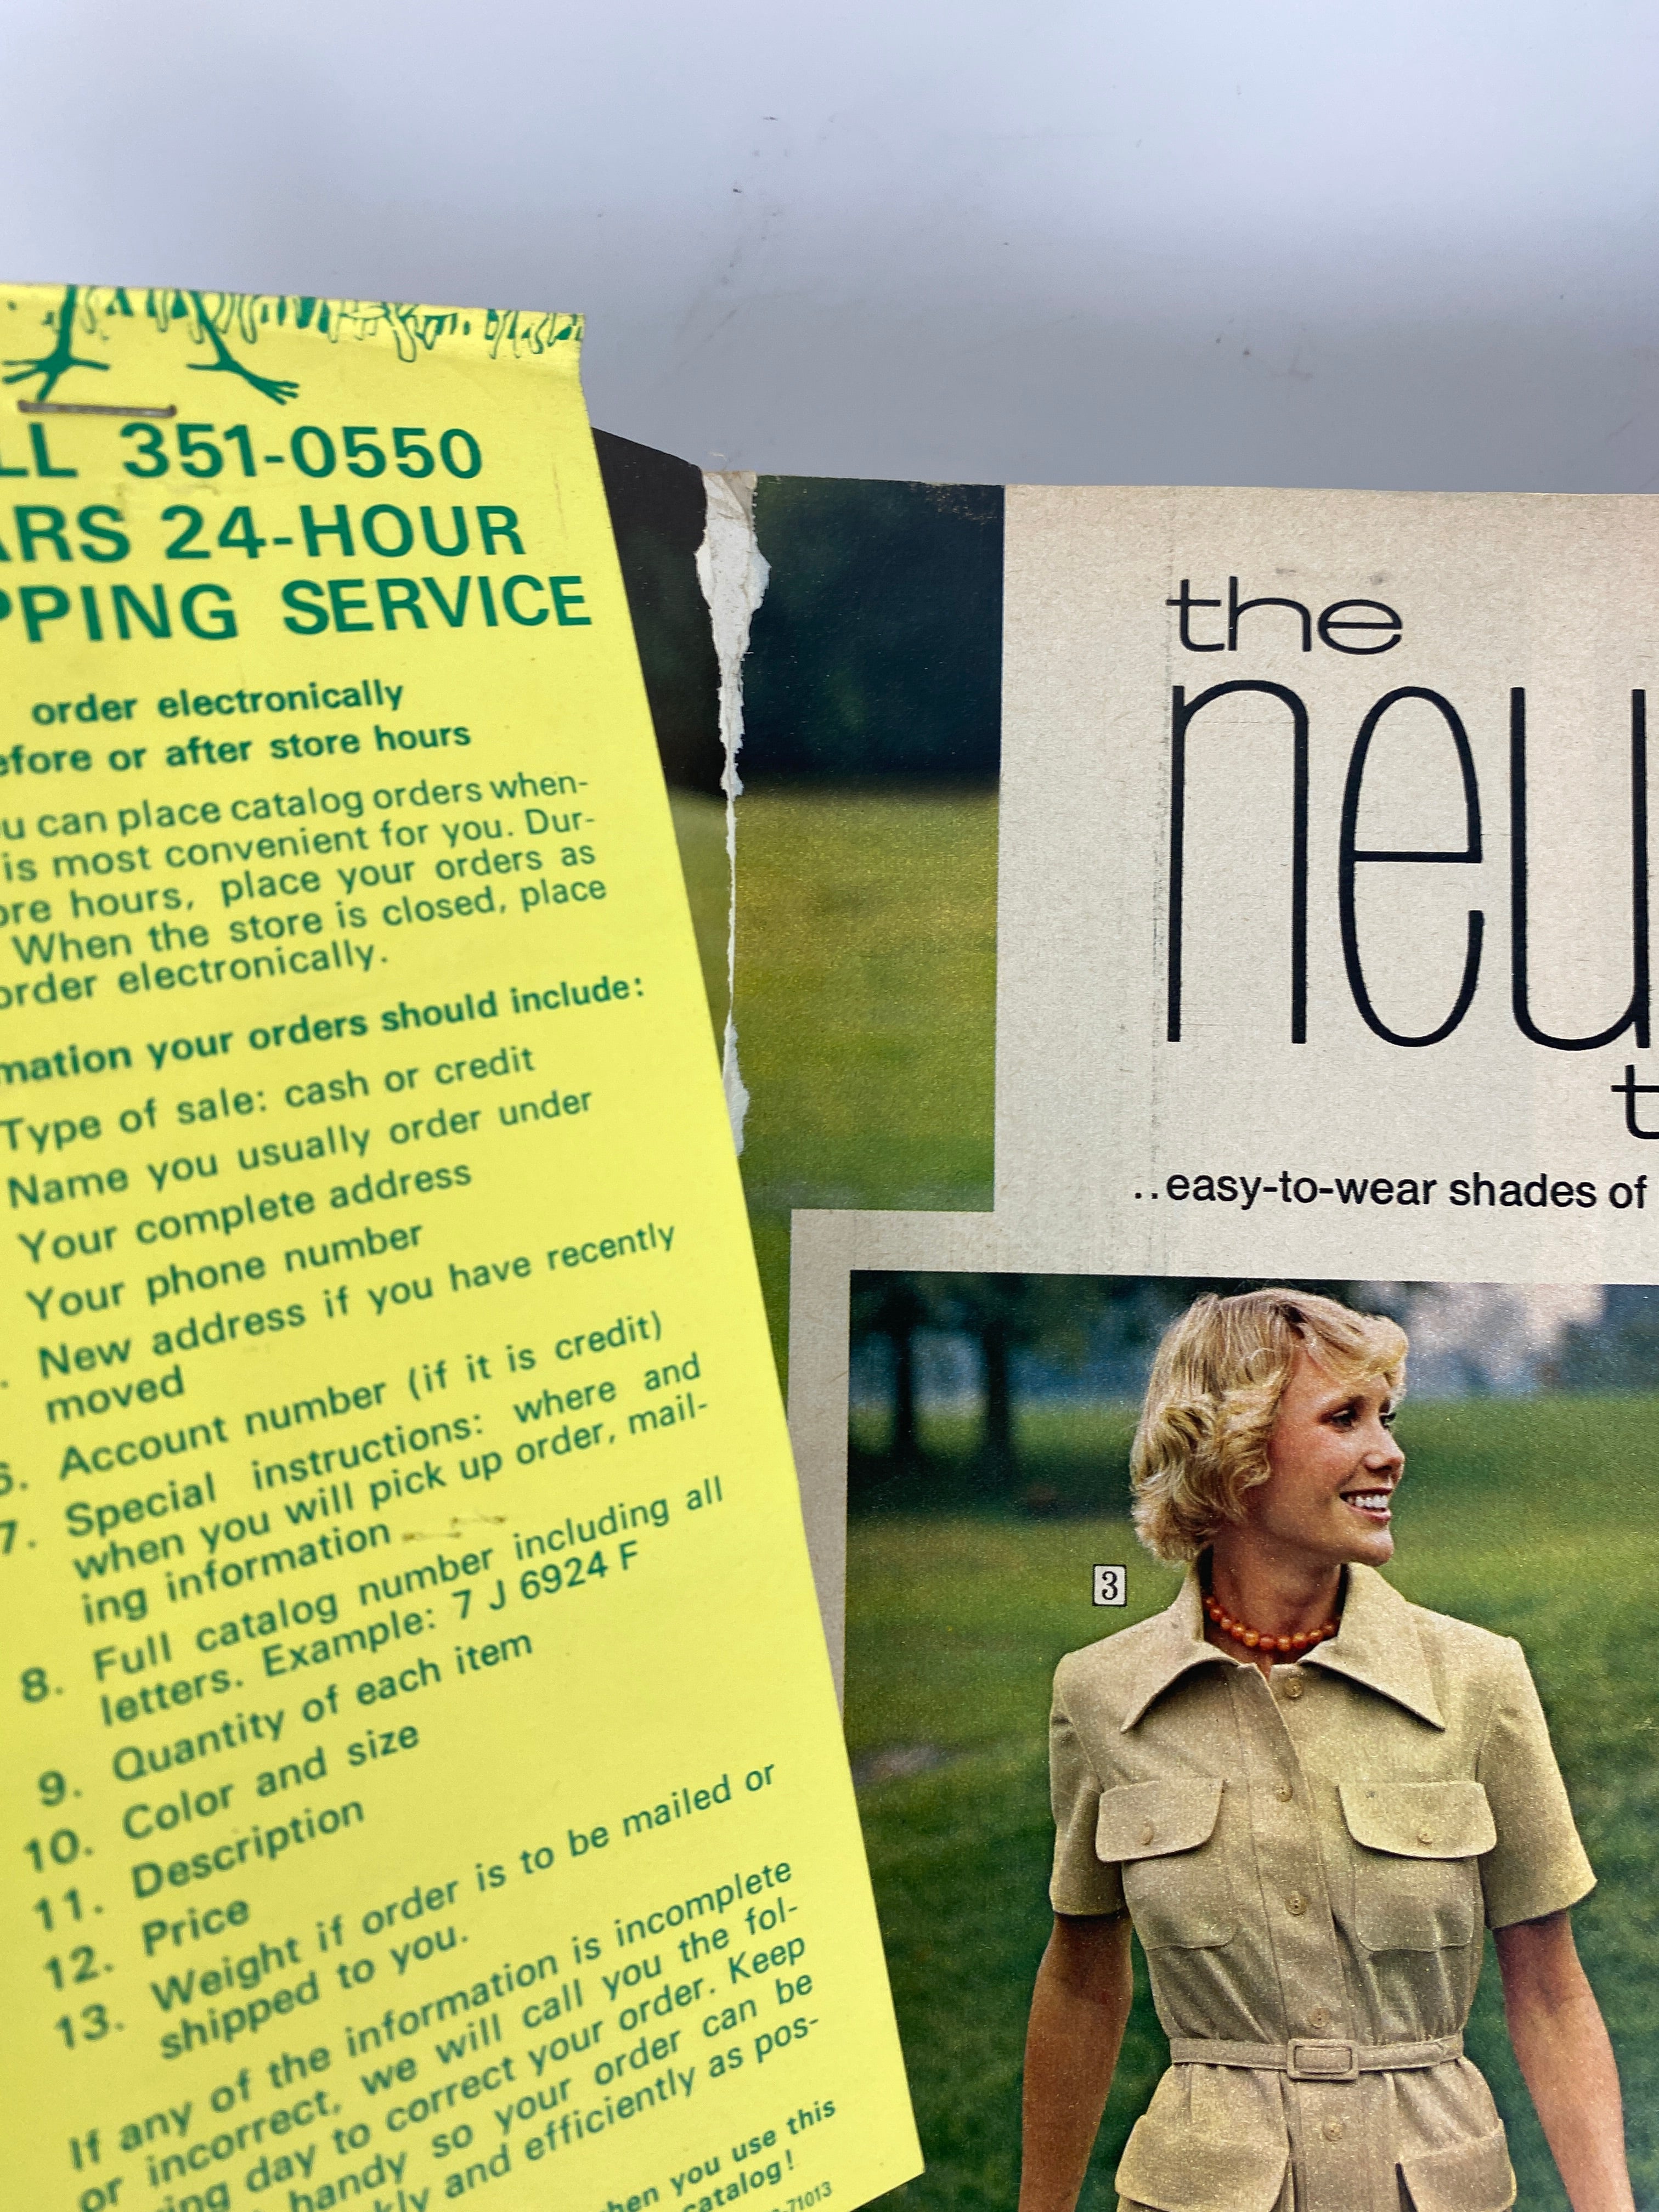 351-0550
24-HOUR
SERVICE
order electronically
or after store hours
can place catalog orders when-
is most convenient for you. Dur-
hours, place your orders as
When the store is closed, place
order electronically.
your orders should include:
Type of sale: cash or credit
Name you usually order under
Your complete address
Your phone number
New address if you have recently
moved
6. Account number (if it is credit)
7. Special instructions: where and
when you will pick up order, mail-
ing information
8. Full catalog number including all
letters. Example: 7 J 6924 F
9. Quantity of each item
10. Color and size
11. Description
12. Price
13. Weight if order is to be mailed or
shipped to you.
If any of the information is incomplete
or incorrect, we will call you the fol-
day to correct your order. Keep
handy so your order can be
and efficiently as pos-
you use this
catalog!
71013
the
neu
t
..easy-to-wear shades of
3